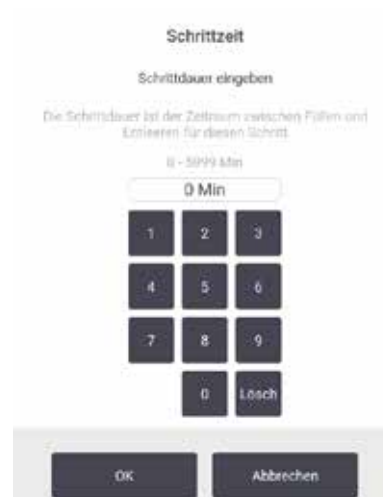 Schrittzeit
Schrittdauer eingeben
Die Schrittdauer ist der Zeitraum zwischen Füllen und
Entleeren für diesen Schritt
0 - 5999 Min
0 Min
1 2 3
4 5 6
7 8 9
0 Lösch
OK Abbrechen